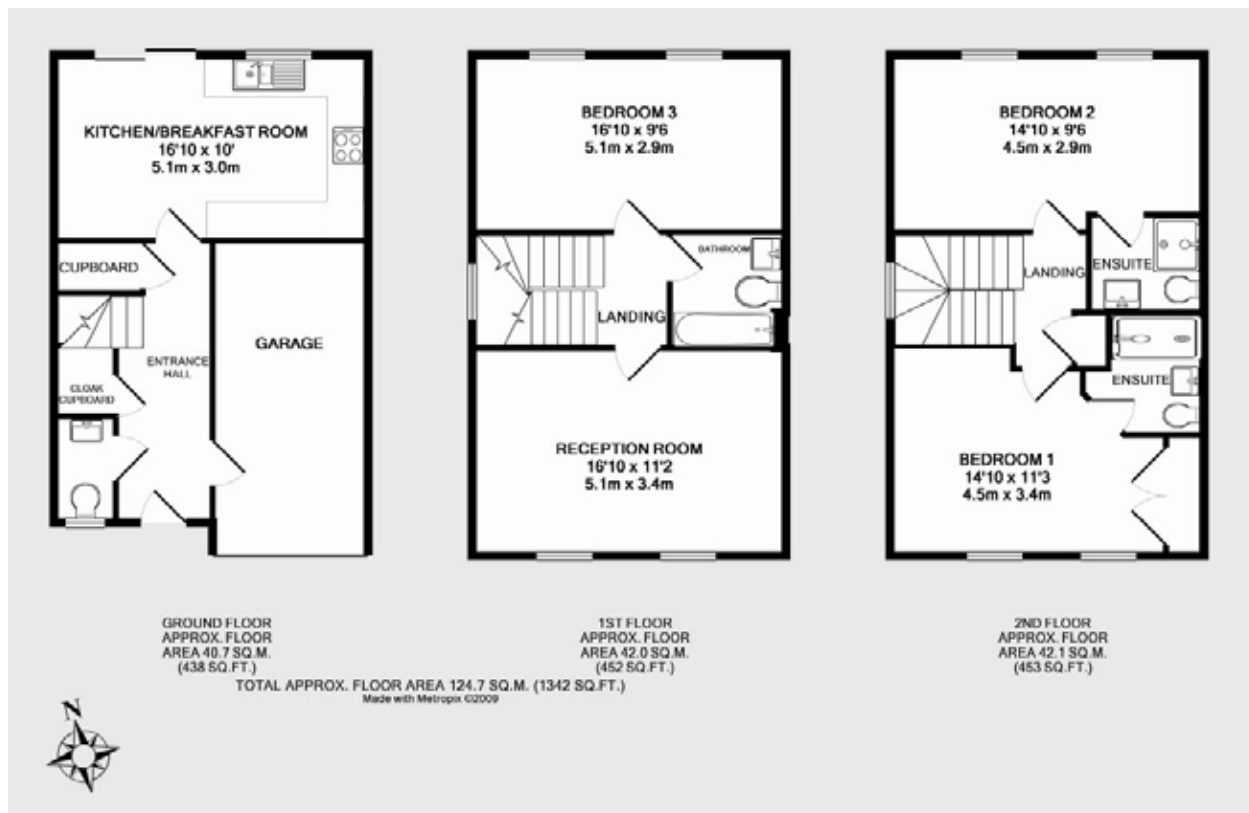 KITCHEN/BREAKFAST ROOM
16'10 x 10'
5.1m x 3.0m
CUPBOARD
GARAGE
ENTRANCE
HALL
CLOAK
CUPBOARD
BEDROOM 3
16'10 x 9'6
5.1m x 2.9m
BATHROOM
LANDING
RECEPTION ROOM
16'10 x 11'2
5.1m x 3.4m
BEDROOM 2
14'10 x 9'6
4.5m x 2.9m
ENSUITE
LANDING
ENSUITE
BEDROOM 1
14'10 x 11'3
4.5m x 3.4m
GROUND FLOOR
APPROX. FLOOR
AREA 40.7 SQ.M.
(438 SQ.FT.)
1ST FLOOR
APPROX. FLOOR
AREA 42.0 SQ.M.
(452 SQ.FT.)
2ND FLOOR
APPROX. FLOOR
AREA 42.1 SQ.M.
(453 SQ.FT.)
TOTAL APPROX. FLOOR AREA 124.7 SQ.M. (1342 SQ.FT.)
Made with Metropix ©2009
N